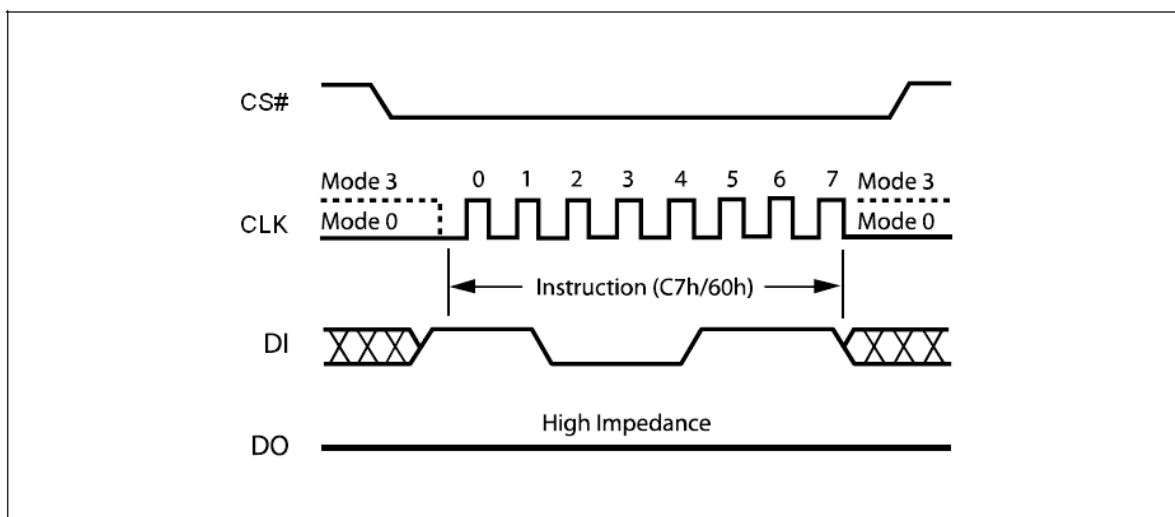 CS#
Mode 3 0 1 2 3 4 5 6 7 Mode 3
CLK Mode 0 Mode 0
Instruction (C7h/60h)
DI
High Impedance
DO